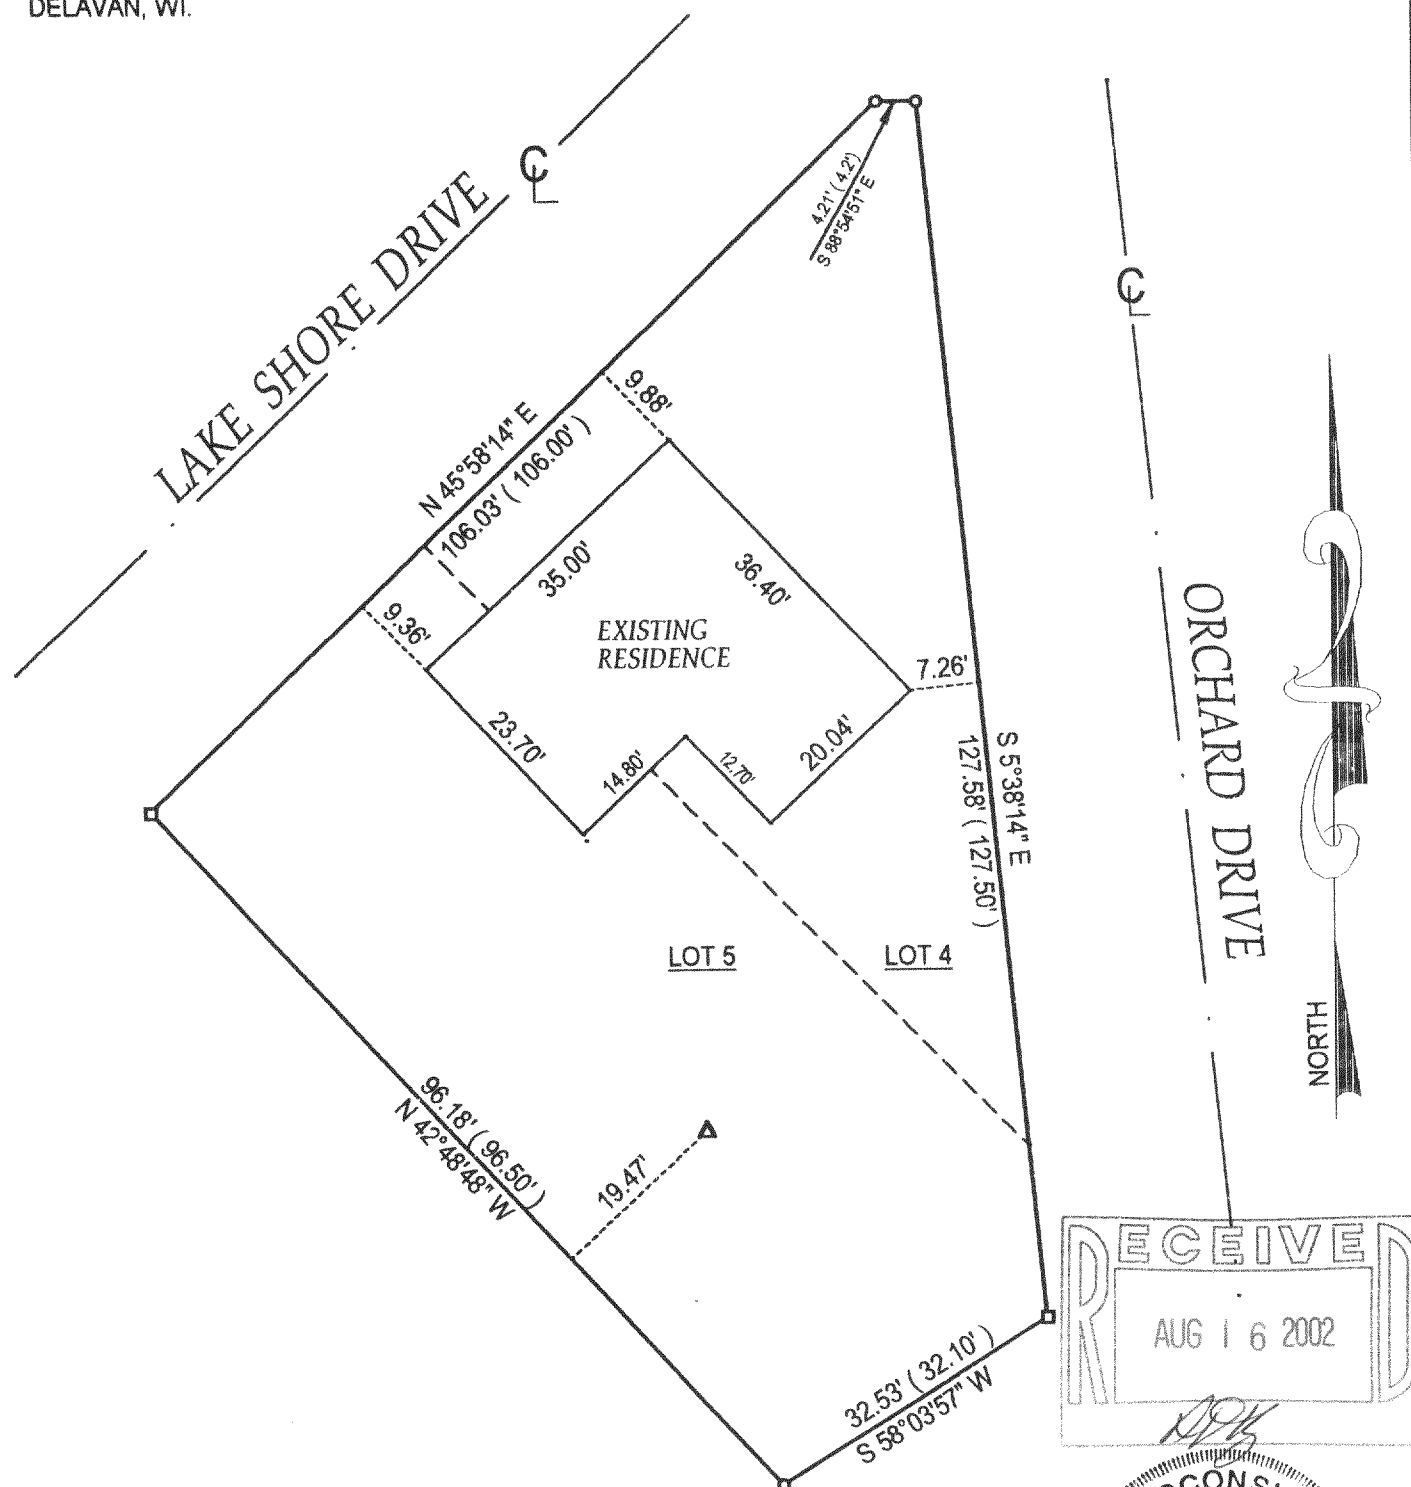 DELAVAN, WI.
LAKE SHORE DRIVE
4.21' ( 4.2')
S 88°54'51" E
9.88'
N 45°58'14" E
106.03' ( 106.00' )
35.00'
36.40'
9.36'
EXISTING
RESIDENCE
7.26'
23.70'
14.80'
12.70'
20.04'
S 5°38'14" E
127.58' ( 127.50' )
ORCHARD DRIVE
LOT 5
LOT 4
NORTH
96.18' ( 96.50' )
N 42°48'48" W
19.47'
32.53' ( 32.10' )
S 58°03'57" W
RECEIVED
AUG 16 2002